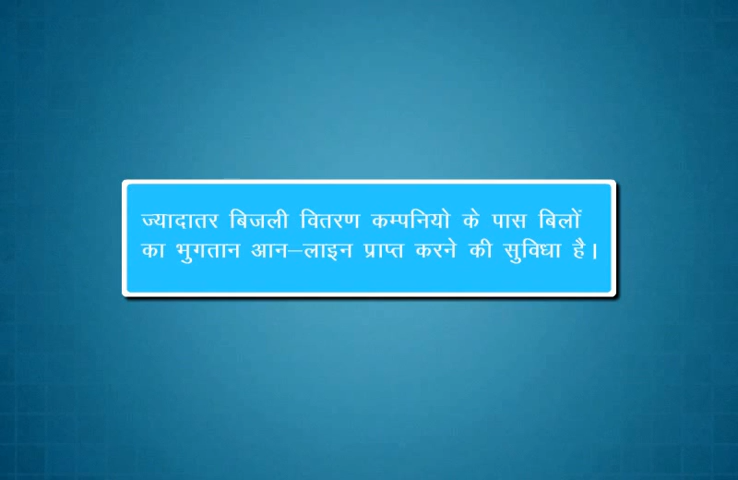 ज्यादातर बिजली वितरण कम्पनियो के पास बिलों
का भुगतान आन–लाइन प्राप्त करने की सुविधा है।